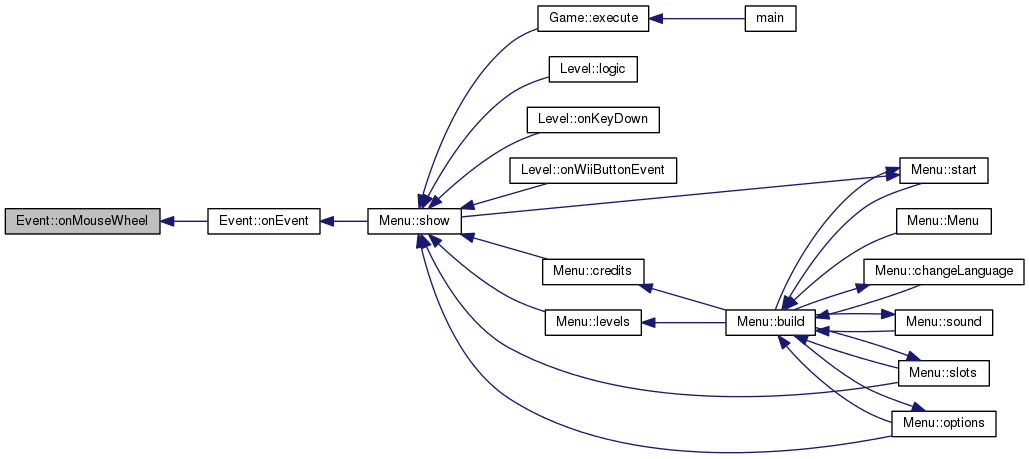 Game::execute
main
Level::logic
Level::onKeyDown
Level::onWiiButtonEvent
Menu::start
Event::onMouseWheel
Event::onEvent
Menu::show
Menu::Menu
Menu::credits
Menu::changeLanguage
Menu::levels
Menu::build
Menu::sound
Menu::slots
Menu::options